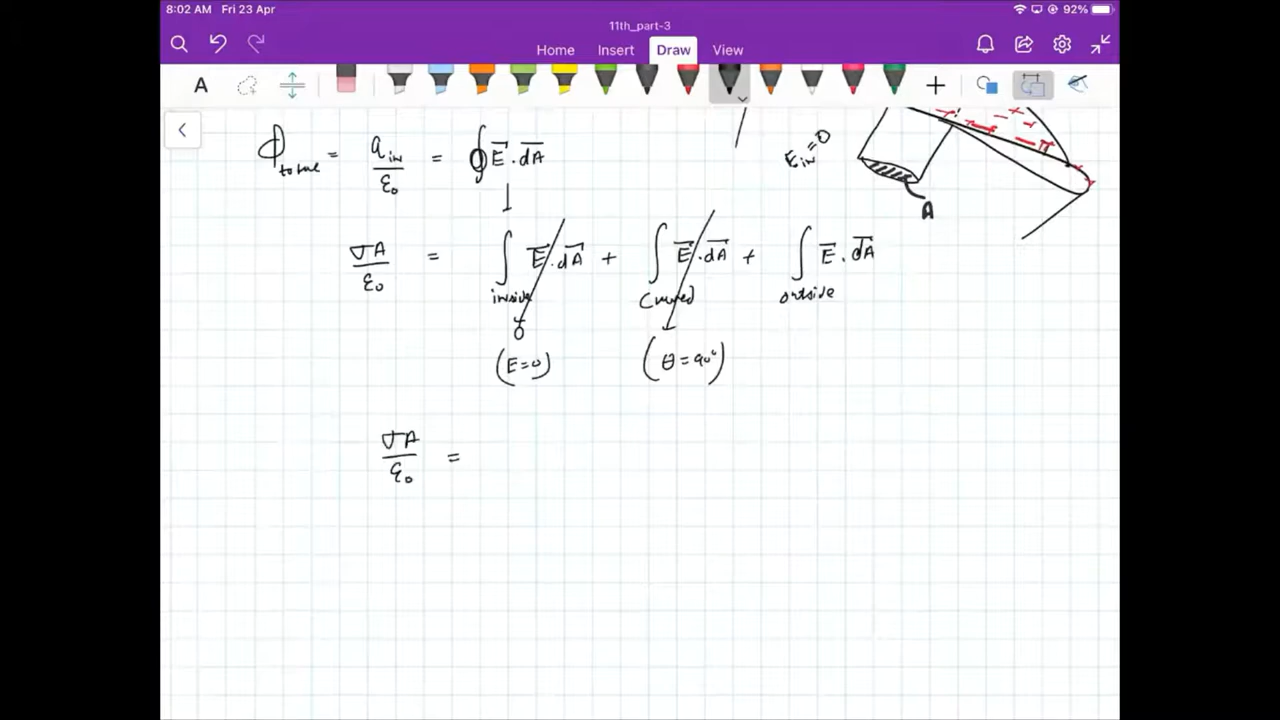 8:02 AM Fri 23 Apr 92%
11th_part-3
Home Insert Draw View
A
ϕtotal = qin/ε0 = ∮ E⃗ . dA⃗
Ein = 0
A
σA/ε0 = ∫ E⃗ . dA⃗ + ∫ E⃗ . dA⃗ + ∫ E⃗ . dA⃗
inside curved outside
0
(E=0) (θ=90°)
σA/ε0 =